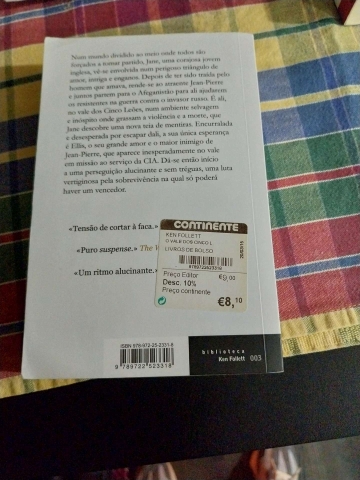 Num mundo dividido ao meio onde todos são
forçados a tomar partido, Jane, uma corajosa jovem
inglesa, vê-se envolvida num perigoso triângulo de
amor, intriga e enganos. Depois de ter sido traída pelo
homem que amava, rende-se ao atraente Jean-Pierre
e juntos partem para o Afeganistão para ali ajudarem
os resistentes na guerra contra o invasor russo. É ali,
no vale dos Cinco Leões, num ambiente selvagem
e inóspito onde grassam a violência e a morte, que
Jane descobre uma nova teia de mentiras. Encurralada
e desesperada por escapar dali, a sua única esperança
é Ellis, o seu grande amor e o maior inimigo de
Jean-Pierre, que aparece inesperadamente no vale
em missão ao serviço da CIA. Dá-se então início
a uma perseguição alucinante e sem tréguas, uma luta
vertiginosa pela sobrevivência na qual só poderá
haver um vencedor.
«Tensão de cortar à faca.»
«Puro suspense.» The
«Um ritmo alucinante.»
CONTINENTE
KEN FOLLETT
O VALE DOS CINCO L
LIVROS DE BOLSO
9789722523318
Preço Editor €9,00
Desc. 10%
Preço continente
€8,10
ISBN 978-972-25-2331-8
9 789722 523318
biblioteca
Ken Follett 003